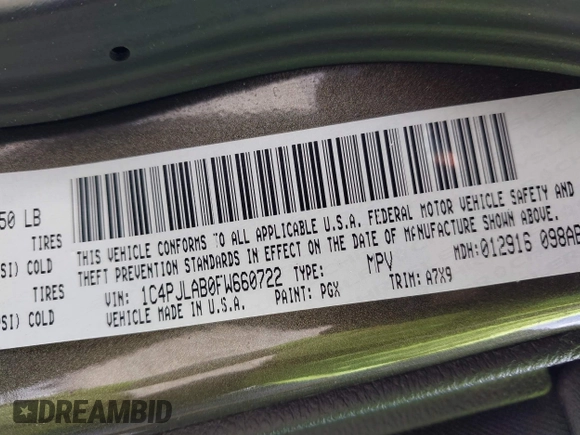 50 LB
TIRES
SI) COLD
TIRES
SI) COLD
THIS VEHICLE CONFORMS TO ALL APPLICABLE U.S.A. FEDERAL MOTOR VEHICLE SAFETY AND
THEFT PREVENTION STANDARDS IN EFFECT ON THE DATE OF MANUFACTURE SHOWN ABOVE.
MDH:012916 098AB
VIN: 1C4PJLAB0FW660722 TYPE: MPV
VEHICLE MADE IN U.S.A. PAINT: PGX TRIM: A7X9
DREAMBID